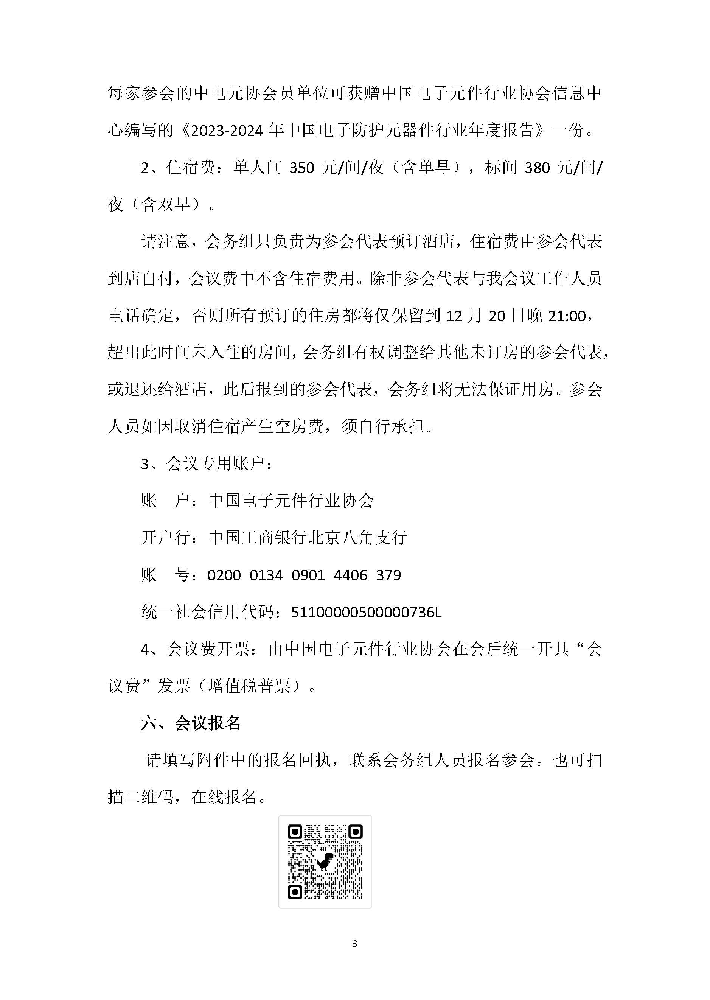 每家参会的中电元协会员单位可获赠中国电子元件行业协会信息中
心编写的《2023-2024 年中国电子防护元器件行业年度报告》一份。
2、住宿费：单人间 350 元/间/夜（含单早），标间 380 元/间/
夜（含双早）。
请注意，会务组只负责为参会代表预订酒店，住宿费由参会代表
到店自付，会议费中不含住宿费用。除非参会代表与我会议工作人员
电话确定，否则所有预订的住房都将仅保留到 12 月 20 日晚 21:00，
超出此时间未入住的房间，会务组有权调整给其他未订房的参会代表，
或退还给酒店，此后报到的参会代表，会务组将无法保证用房。参会
人员如因取消住宿产生空房费，须自行承担。
3、会议专用账户：
账　户：中国电子元件行业协会
开户行：中国工商银行北京八角支行
账　号：0200 0134 0901 4406 379
统一社会信用代码：51100000500000736L
4、会议费开票：由中国电子元件行业协会在会后统一开具“会
议费”发票（增值税普票）。
六、会议报名
请填写附件中的报名回执，联系会务组人员报名参会。也可扫
描二维码，在线报名。
3